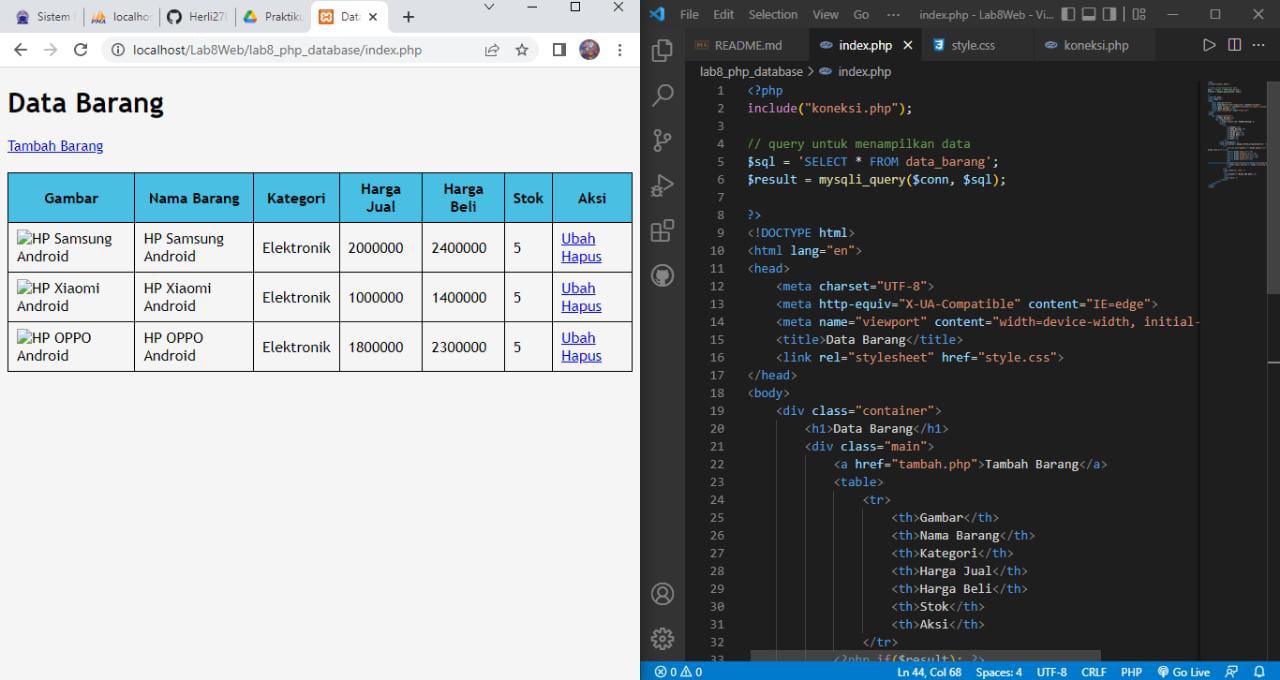 Sistem
localhos
Herli27
Praktiku
Data
localhost/Lab8Web/lab8_php_database/index.php
Data Barang
Tambah Barang
Gambar Nama Barang Kategori Harga Jual Harga Beli Stok Aksi
HP Samsung Android HP Samsung Android Elektronik 2000000 2400000 5 Ubah Hapus
HP Xiaomi Android HP Xiaomi Android Elektronik 1000000 1400000 5 Ubah Hapus
HP OPPO Android HP OPPO Android Elektronik 1800000 2300000 5 Ubah Hapus
File Edit Selection View Go ··· index.php - Lab8Web - Vi...
README.md index.php style.css koneksi.php
lab8_php_database > index.php
1 <?php
2 include("koneksi.php");
3
4 // query untuk menampilkan data
5 $sql = 'SELECT * FROM data_barang';
6 $result = mysqli_query($conn, $sql);
7
8 ?>
9 <!DOCTYPE html>
10 <html lang="en">
11 <head>
12 <meta charset="UTF-8">
13 <meta http-equiv="X-UA-Compatible" content="IE=edge">
14 <meta name="viewport" content="width=device-width, initial-
15 <title>Data Barang</title>
16 <link rel="stylesheet" href="style.css">
17 </head>
18 <body>
19 <div class="container">
20 <h1>Data Barang</h1>
21 <div class="main">
22 <a href="tambah.php">Tambah Barang</a>
23 <table>
24 <tr>
25 <th>Gambar</th>
26 <th>Nama Barang</th>
27 <th>Kategori</th>
28 <th>Harga Jual</th>
29 <th>Harga Beli</th>
30 <th>Stok</th>
31 <th>Aksi</th>
32 </tr>
33 <?php if($result): ?>
0 0 Ln 44, Col 68 Spaces: 4 UTF-8 CRLF PHP Go Live